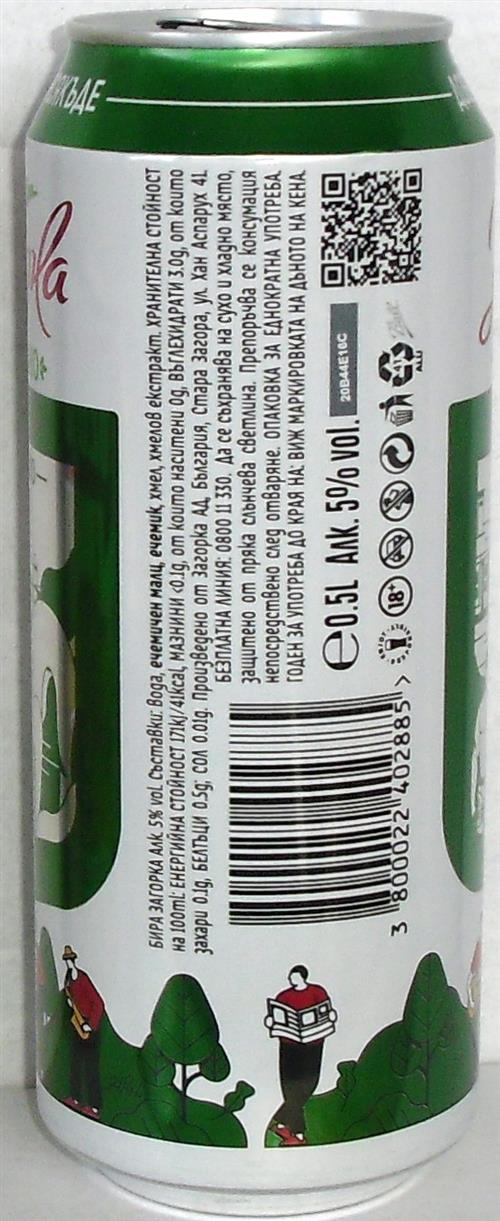 КЪДЕ
БИРА ЗАГОРКА Алк. 5% vol. Съставки: Вода, ечемичен малц, ечемик, хмел, хмелов екстракт. ХРАНИТЕЛНА СТОЙНОСТ
на 100ml: ЕНЕРГИЙНА СТОЙНОСТ 171kJ/41kcal, МАЗНИНИ <0.1g, от които наситени 0g, ВЪГЛЕХИДРАТИ 3.0g, от които
захари 0.1g, БЕЛТЪЦИ 0.5g; СОЛ 0.01g. Произведено от Загорка АД, България, Стара Загора, ул. Хан Аспарух 41.
БЕЗПЛАТНА ЛИНИЯ: 0800 11 330. Да се съхранява на сухо и хладно място,
защитено от пряка слънчева светлина. Препоръчва се консумация
непосредствено след отваряне. ОПАКОВКА ЗА ЕДНОКРАТНА УПОТРЕБА.
ГОДЕН ЗА УПОТРЕБА ДО КРАЯ НА: ВИЖ МАРКИРОВКАТА НА ДЪНОТО НА КЕНА.
e 0.5L Алк. 5% vol.
20B44E10C
18+
ALU
3 800022 402885 >